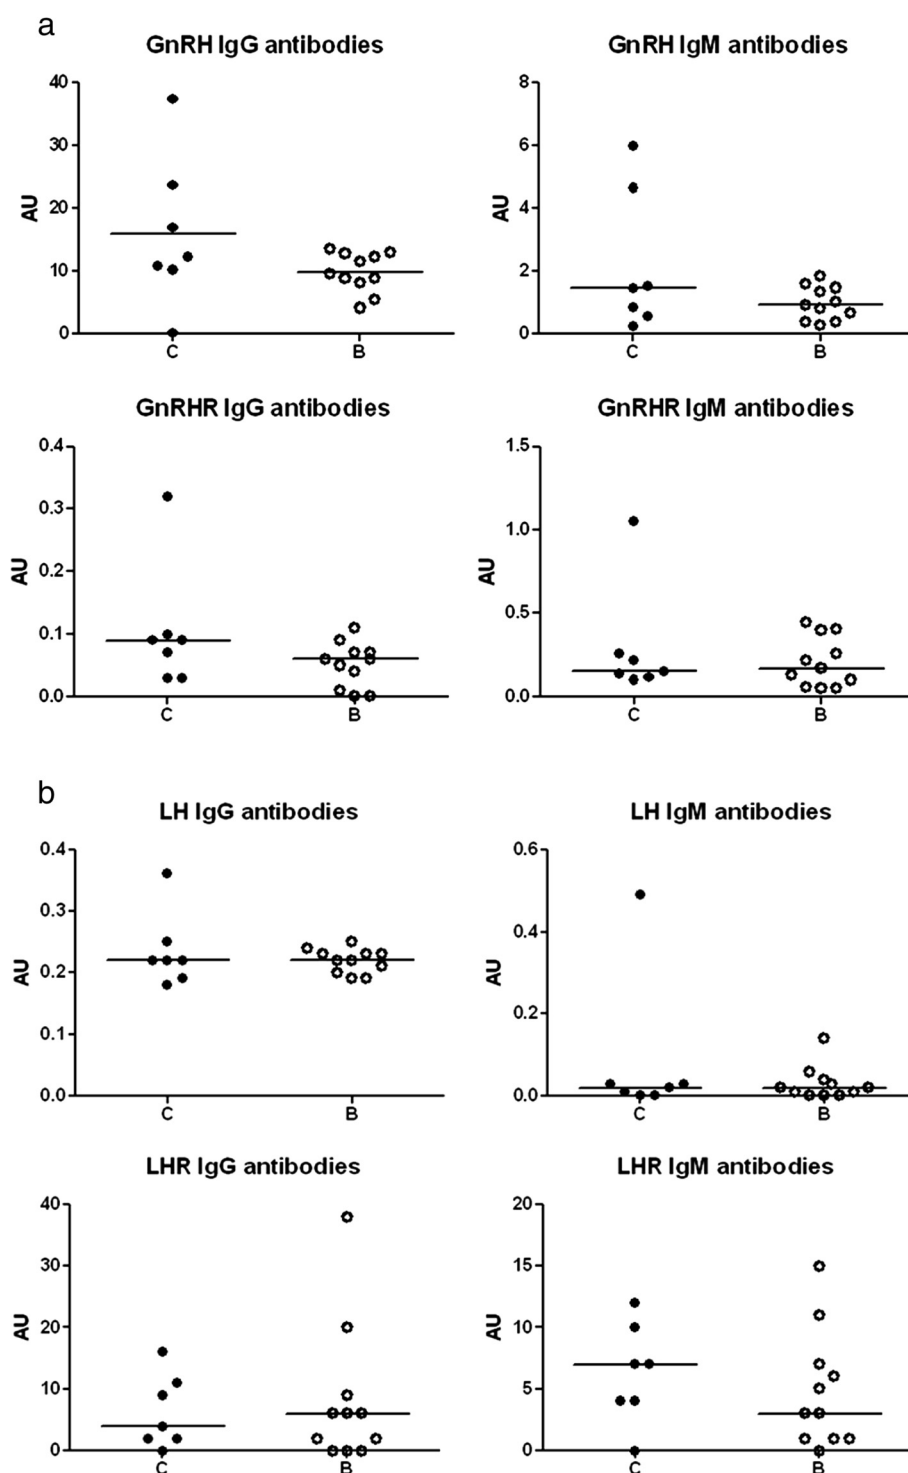 a
GnRH IgG antibodies
GnRH IgM antibodies
40
30
20
10
0
AU
C
B
8
6
4
2
0
AU
C
B
GnRHR IgG antibodies
GnRHR IgM antibodies
0.4
0.3
0.2
0.1
0.0
AU
C
B
1.5
1.0
0.5
0.0
AU
C
B
b
LH IgG antibodies
LH IgM antibodies
0.4
0.3
0.2
0.1
0.0
AU
C
B
0.6
0.4
0.2
0.0
AU
C
B
LHR IgG antibodies
LHR IgM antibodies
40
30
20
10
0
AU
C
B
20
15
10
5
0
AU
C
B